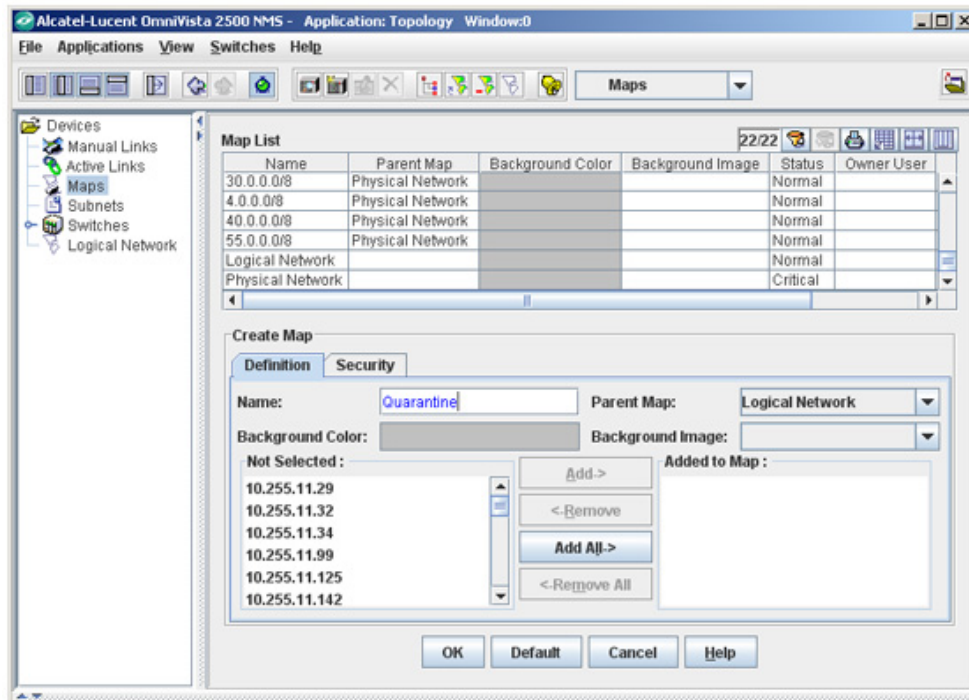 Alcatel-Lucent OmniVista 2500 NMS - Application: Topology Window:0
File Applications View Switches Help
Maps
Devices
Manual Links
Active Links
Maps
Subnets
Switches
Logical Network
Map List
22/22
Name Parent Map Background Color Background Image Status Owner User
30.0.0.0/8 Physical Network Normal
4.0.0.0/8 Physical Network Normal
40.0.0.0/8 Physical Network Normal
55.0.0.0/8 Physical Network Normal
Logical Network Normal
Physical Network Critical
Create Map
Definition Security
Name: Quarantine Parent Map: Logical Network
Background Color: Background Image:
Not Selected : Added to Map :
10.255.11.29
10.255.11.32
10.255.11.34
10.255.11.99
10.255.11.125
10.255.11.142
Add->
<-Remove
Add All->
<-Remove All
OK Default Cancel Help